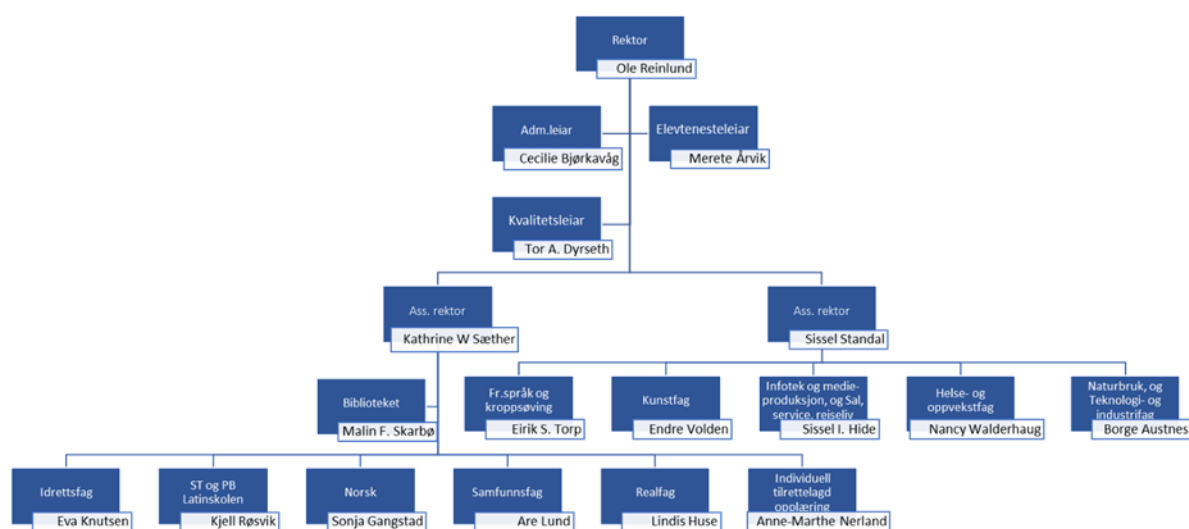 Rektor
Ole Reinlund
Adm.leiar
Cecilie Bjørkavåg
Elevtenesteleiar
Merete Årvik
Kvalitetsleiar
Tor A. Dyrseth
Ass. rektor
Kathrine W Sæther
Ass. rektor
Sissel Standal
Biblioteket
Malin F. Skarbø
Fr.språk og
kroppsøving
Eirik S. Torp
Kunstfag
Endre Volden
Infotek og medie-
produksjon, og Sal,
service, reiseliv
Sissel I. Hide
Helse- og
oppvekstfag
Nancy Walderhaug
Naturbruk, og
Teknologi- og
industrifag
Borge Austnes
Idrettsfag
Eva Knutsen
ST og PB
Latinskolen
Kjell Røsvik
Norsk
Sonja Gangstad
Samfunnsfag
Are Lund
Realfag
Lindis Huse
Individuell
tilrettelagd
opplæring
Anne-Marthe Nerland